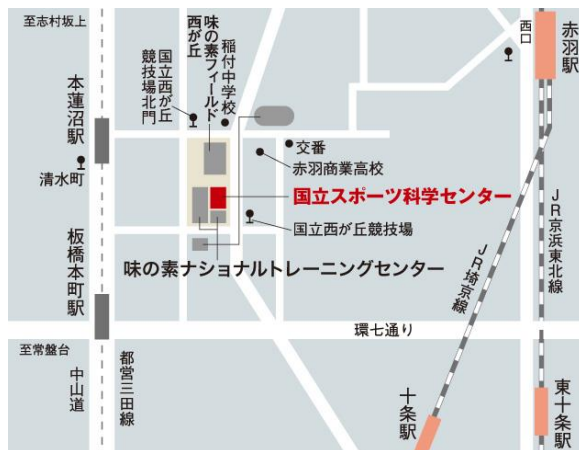 至志村坂上
本蓮沼駅
清水町
板橋本町駅
至常盤台
中山道
都営三田線
国立西が丘
競技場北門
味の素フィールド
西が丘
稲付中学校
交番
赤羽商業高校
国立スポーツ科学センター
国立西が丘競技場
味の素ナショナルトレーニングセンター
環七通り
西口
赤羽駅
JR京浜東北線
JR埼京線
十条駅
東十条駅